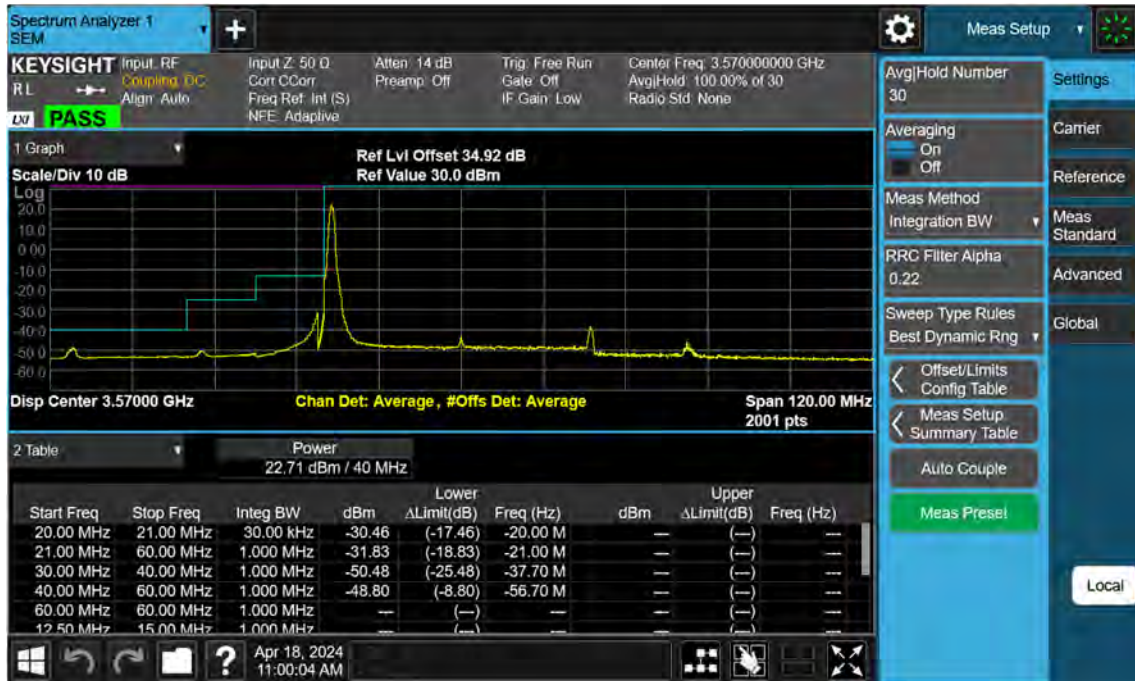 Spectrum Analyzer 1
SEM
+
Meas Setup
KEYSIGHT
RL
LXI
PASS
Input: RF
Coupling: DC
Align: Auto
Input Z: 50 Ω
Corr CCorr
Freq Ref: Int (S)
NFE: Adaptive
Atten: 14 dB
Preamp: Off
Trig: Free Run
Gate: Off
IF Gain: Low
Center Freq: 3.570000000 GHz
Avg|Hold: 100.00% of 30
Radio Std: None
1 Graph
Scale/Div 10 dB
Ref Lvl Offset 34.92 dB
Ref Value 30.0 dBm
Log
20.0
10.0
0.00
-10.0
-20.0
-30.0
-40.0
-50.0
-60.0
Disp Center 3.57000 GHz
Chan Det: Average , #Offs Det: Average
Span 120.00 MHz
2001 pts
2 Table
Power
22.71 dBm / 40 MHz
Lower Upper
Start Freq Stop Freq Integ BW dBm ΔLimit(dB) Freq (Hz) dBm ΔLimit(dB) Freq (Hz)
20.00 MHz 21.00 MHz 30.00 kHz -30.46 (-17.46) -20.00 M --- (---) ---
21.00 MHz 60.00 MHz 1.000 MHz -31.83 (-18.83) -21.00 M --- (---) ---
30.00 MHz 40.00 MHz 1.000 MHz -50.48 (-25.48) -37.70 M --- (---) ---
40.00 MHz 60.00 MHz 1.000 MHz -48.80 (-8.80) -56.70 M --- (---) ---
60.00 MHz 60.00 MHz 1.000 MHz --- (---) --- --- (---) ---
12.50 MHz 15.00 MHz 1.000 MHz --- (---) --- --- (---) ---
?
Apr 18, 2024
11:00:04 AM
Avg|Hold Number
30
Averaging
On
Off
Meas Method
Integration BW
RRC Filter Alpha
0.22
Sweep Type Rules
Best Dynamic Rng
Offset/Limits
Config Table
Meas Setup
Summary Table
Auto Couple
Meas Preset
Settings
Carrier
Reference
Meas
Standard
Advanced
Global
Local